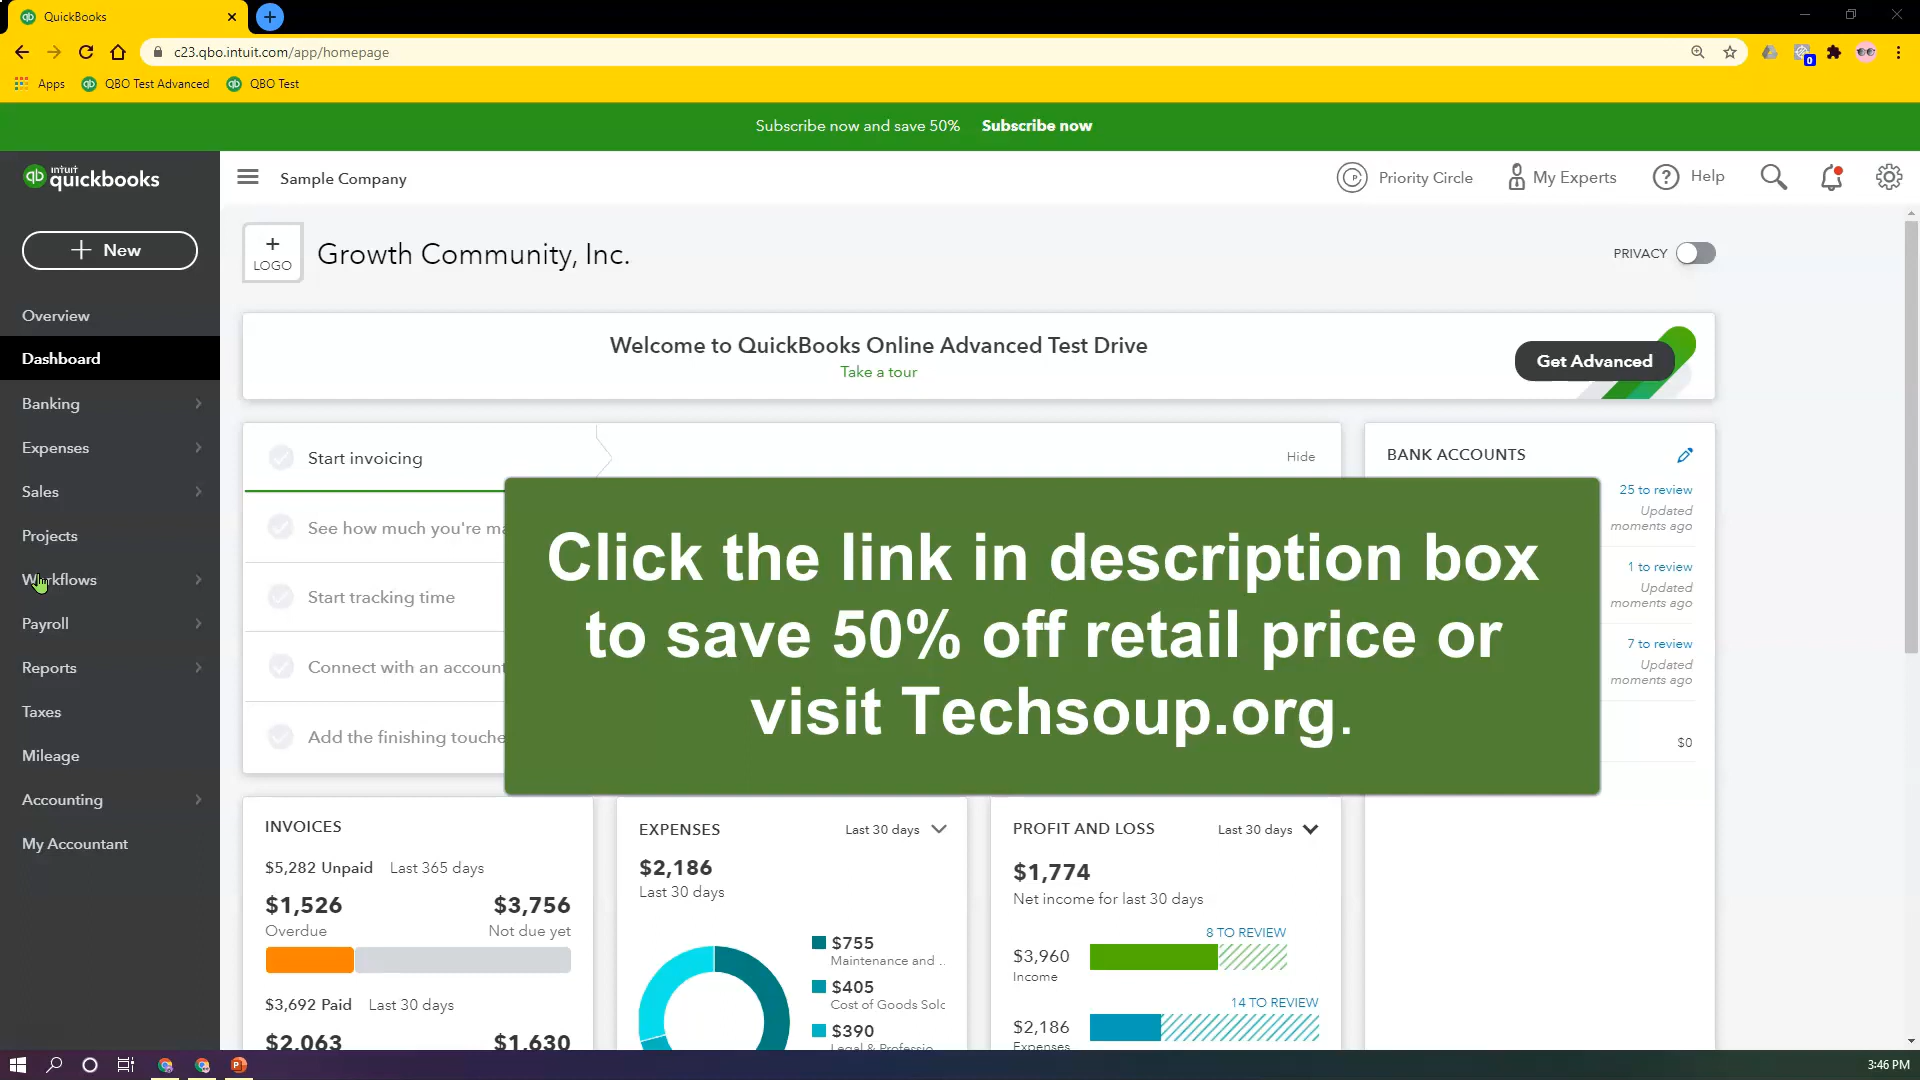 QuickBooks
c23.qbo.intuit.com/app/homepage
Apps QBO Test Advanced QBO Test
0
Subscribe now and save 50% Subscribe now
qb intuit quickbooks
Sample Company
Priority Circle My Experts Help
New
+ LOGO
Growth Community, Inc.
PRIVACY
Overview
Dashboard
Banking
Expenses
Sales
Projects
Workflows
Payroll
Reports
Taxes
Mileage
Accounting
My Accountant
Welcome to QuickBooks Online Advanced Test Drive
Take a tour
Get Advanced
Start invoicing
Hide
See how much you're
Start tracking time
Connect with an
Add the finishing
Click the link in description box
to save 50% off retail price or
visit Techsoup.org.
BANK ACCOUNTS
25 to review
Updated
moments ago
1 to review
Updated
moments ago
7 to review
Updated
moments ago
$0
INVOICES
$5,282 Unpaid Last 365 days
$1,526 $3,756
Overdue Not due yet
$3,692 Paid Last 30 days
$2,063 $1,630
EXPENSES Last 30 days
$2,186
Last 30 days
$755
Maintenance and ..
$405
Cost of Goods
$390
Legal &
PROFIT AND LOSS Last 30 days
$1,774
Net income for last 30 days
8 TO REVIEW
$3,960
Income
14 TO REVIEW
$2,186
Expenses
3:46 PM